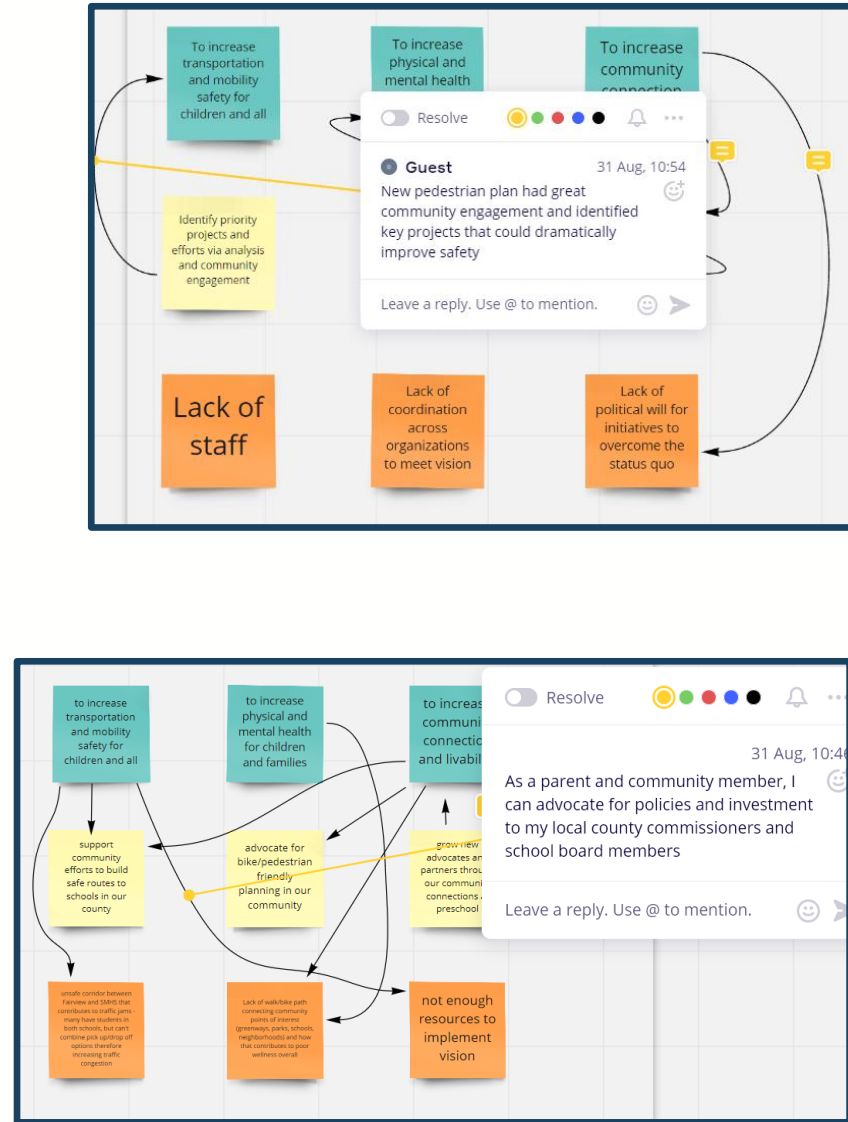 To increase
transportation
and mobility
safety for
children and all
To increase
physical and
mental health
To increase
community
connection
Resolve
Guest
31 Aug, 10:54
New pedestrian plan had great
community engagement and identified
key projects that could dramatically
improve safety
Leave a reply. Use @ to mention.
Identify priority
projects and
efforts via analysis
and community
engagement
Lack of
staff
Lack of
coordination
across
organizations
to meet vision
Lack of
political will for
initiatives to
overcome the
status quo
to increase
transportation
and mobility
safety for
children and all
to increase
physical and
mental health
for children
and families
to increas
communi
connectio
and livabil
Resolve
31 Aug, 10:46
As a parent and community member, I
can advocate for policies and investment
to my local county commissioners and
school board members
Leave a reply. Use @ to mention.
support
community
efforts to build
safe routes to
schools in our
county
advocate for
bike/pedestrian
friendly
planning in our
community
grow new
advocates an
partners throu
our communi
connections
preschool
unsafe corridor between
Fairview and SMHS that
contributes to traffic jams -
many have students in
both schools, but can't
combine pick up/drop off
options therefore
increasing traffic
congestion
Lack of walk/bike path
connecting community
points of interest
(greenways, parks, schools,
neighborhoods) and how
that contributes to poor
wellness overall
not enough
resources to
implement
vision